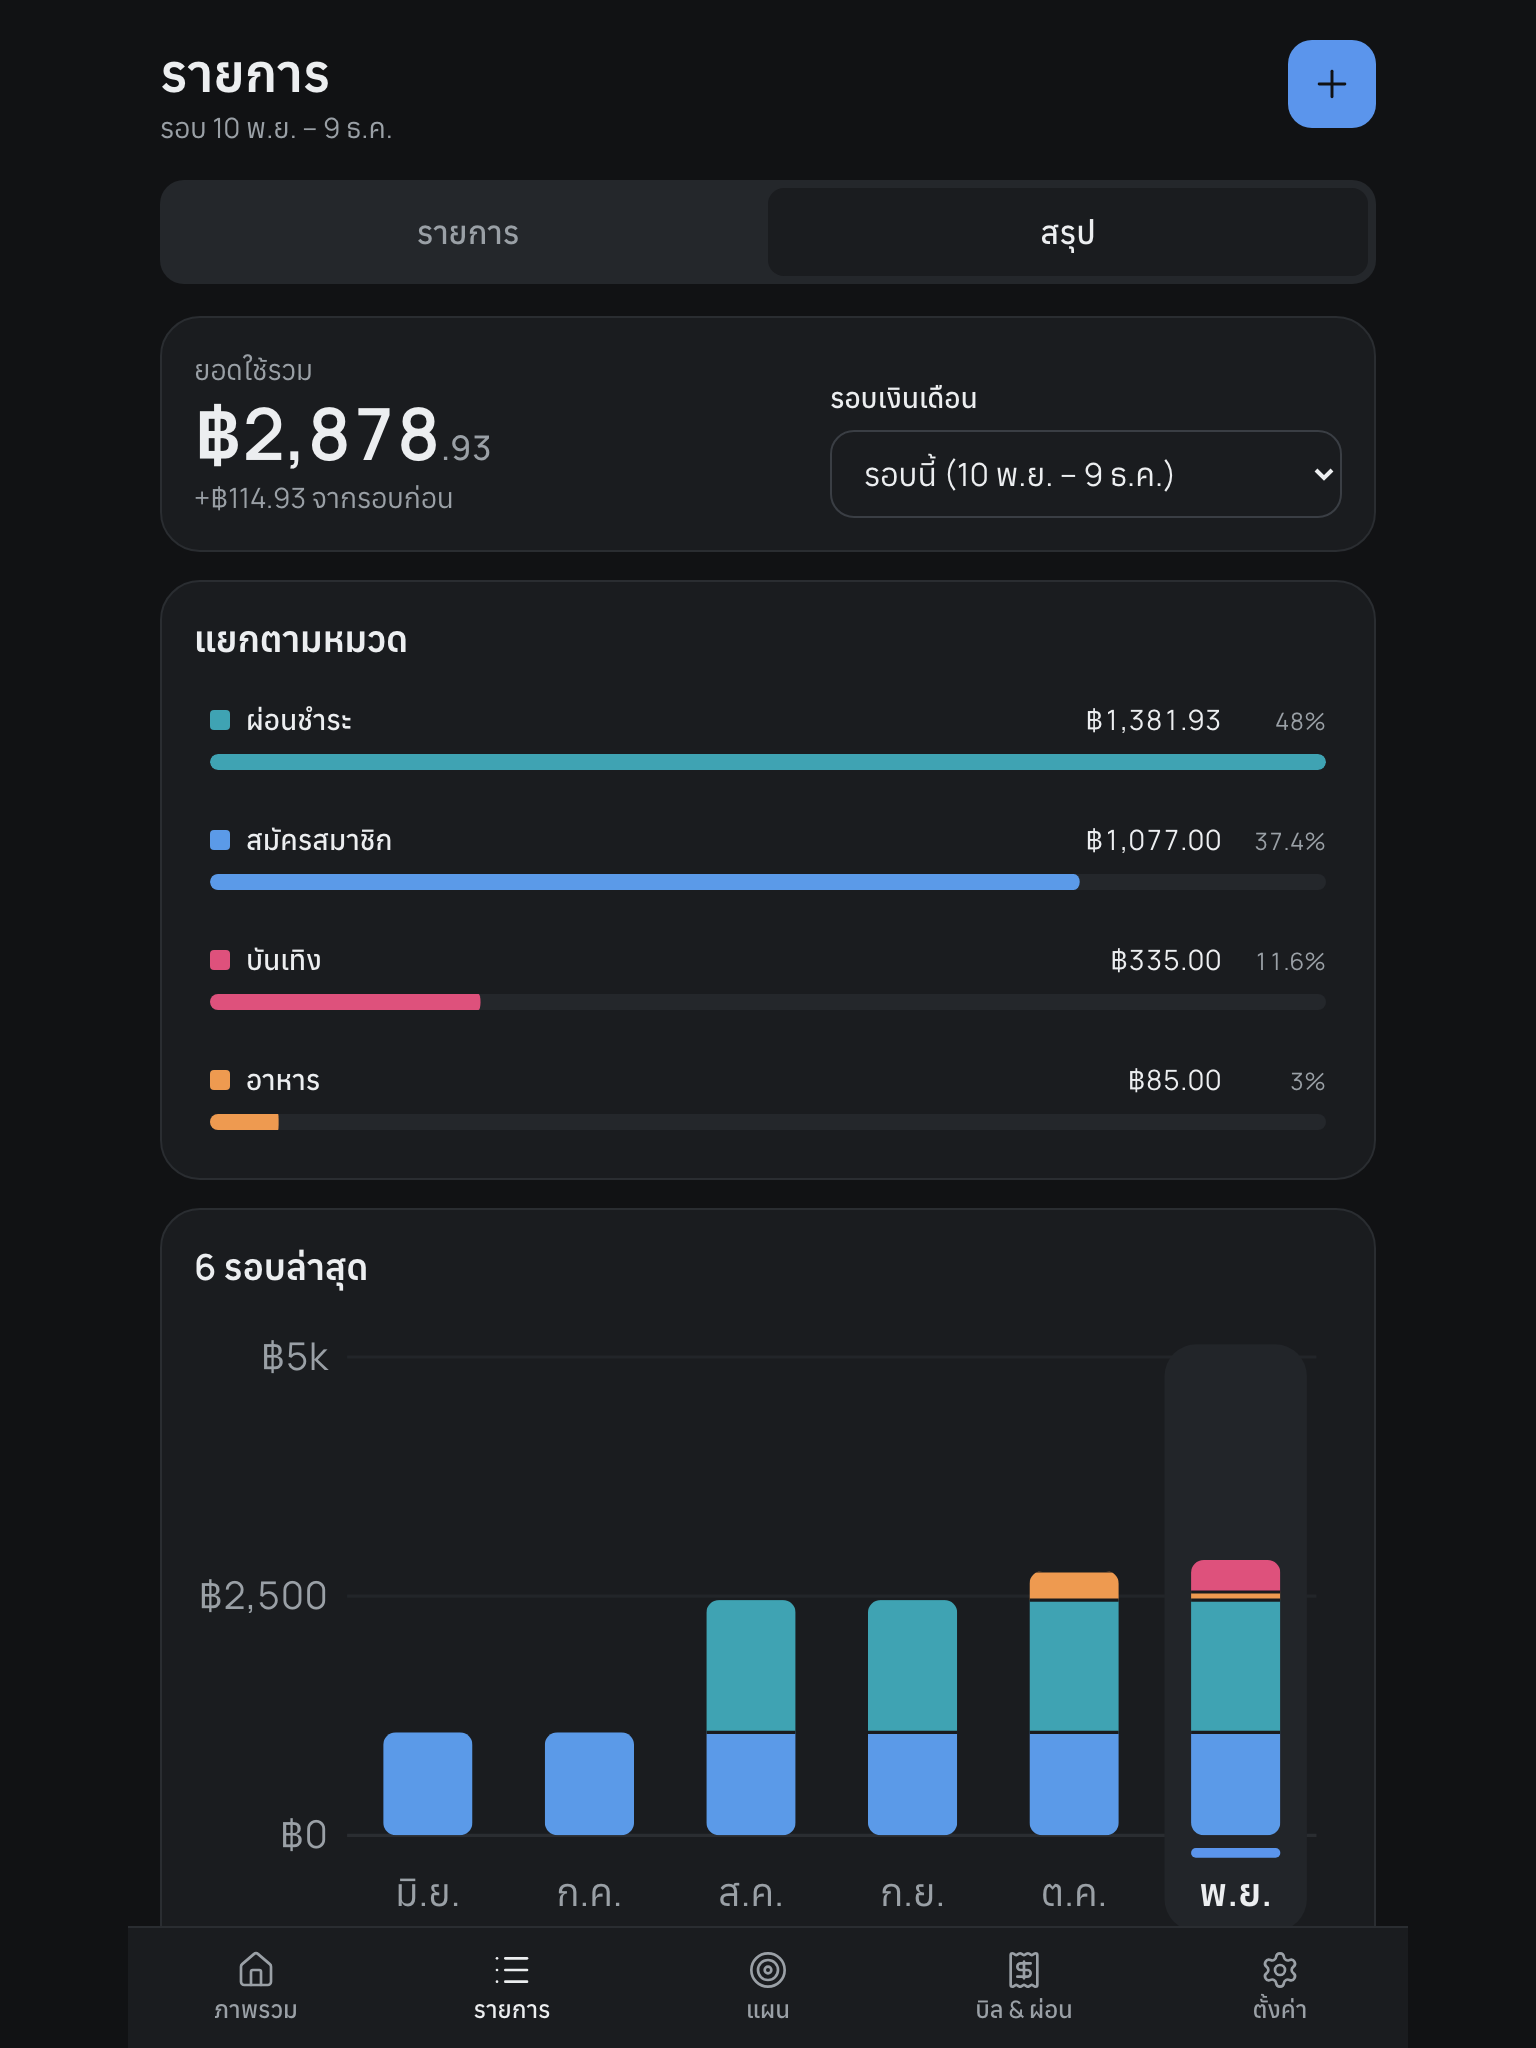 รายการ
รอบ 10 พ.ย. – 9 ธ.ค.
รายการ
สรุป
ยอดใช้รวม
฿2,878.93
+฿114.93 จากรอบก่อน
รอบเงินเดือน
รอบนี้ (10 พ.ย. – 9 ธ.ค.)
แยกตามหมวด
ผ่อนชำระ ฿1,381.93 48%
สมัครสมาชิก ฿1,077.00 37.4%
บันเทิง ฿335.00 11.6%
อาหาร ฿85.00 3%
6 รอบล่าสุด
฿5k
฿2,500
฿0
มิ.ย. ก.ค. ส.ค. ก.ย. ต.ค. พ.ย.
ภาพรวม รายการ แผน บิล & ผ่อน ตั้งค่า